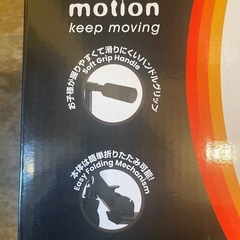 motion
keep moving
お子様が握りやすくて滑りにくいハンドルグリップ
Soft Grip Handle
本体は簡単折りたたみ可能!
Easy Folding Mechanism